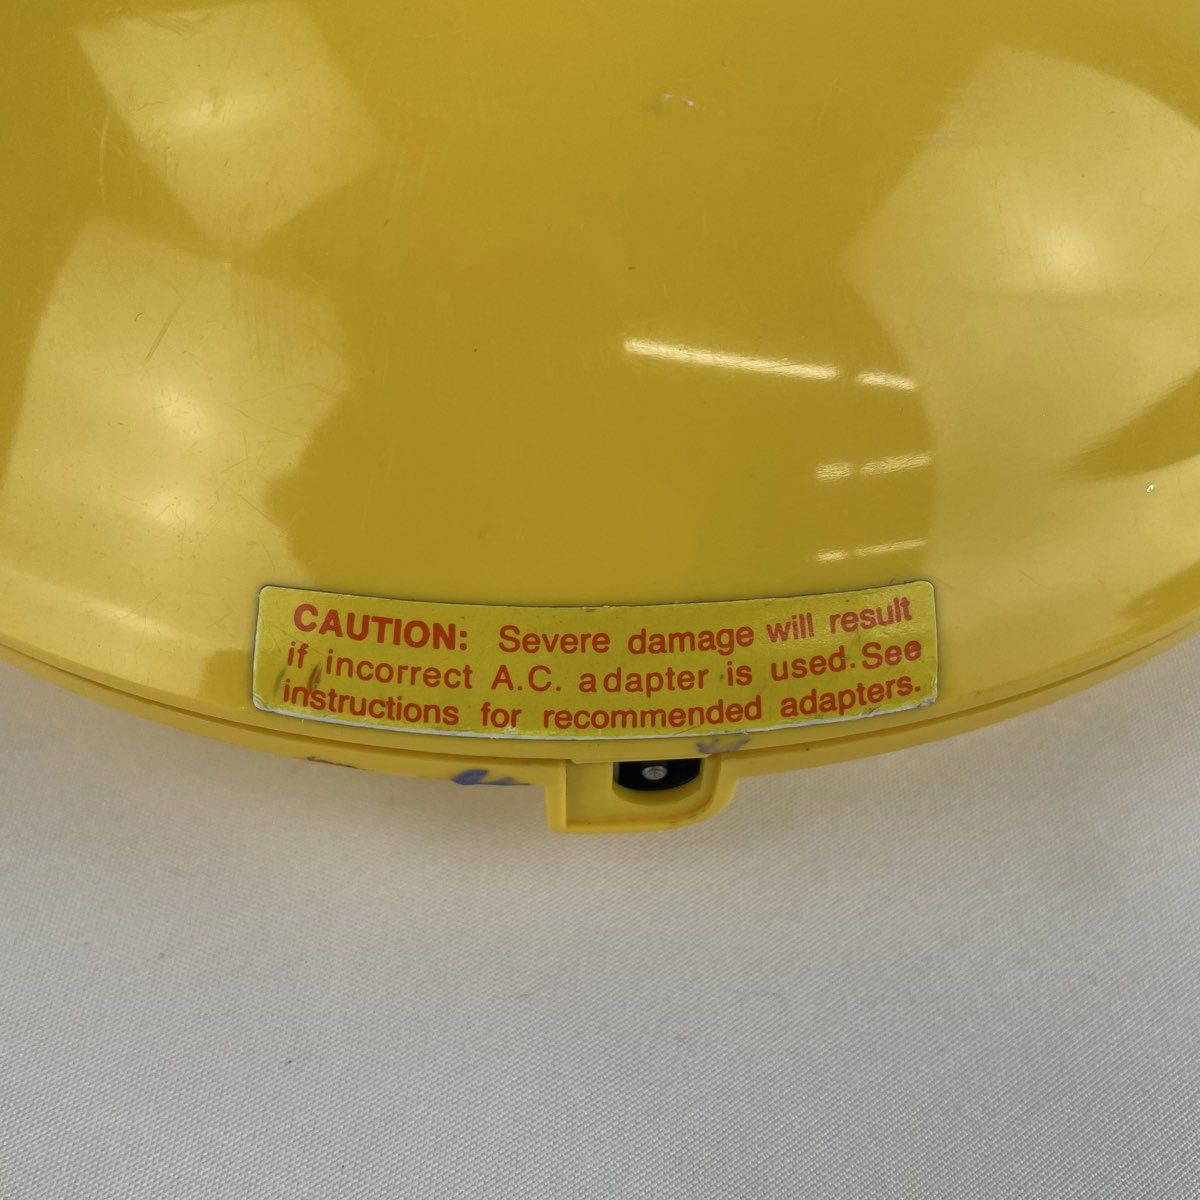 CAUTION: Severe damage will result
if incorrect A.C. adapter is used. See
instructions for recommended adapters.